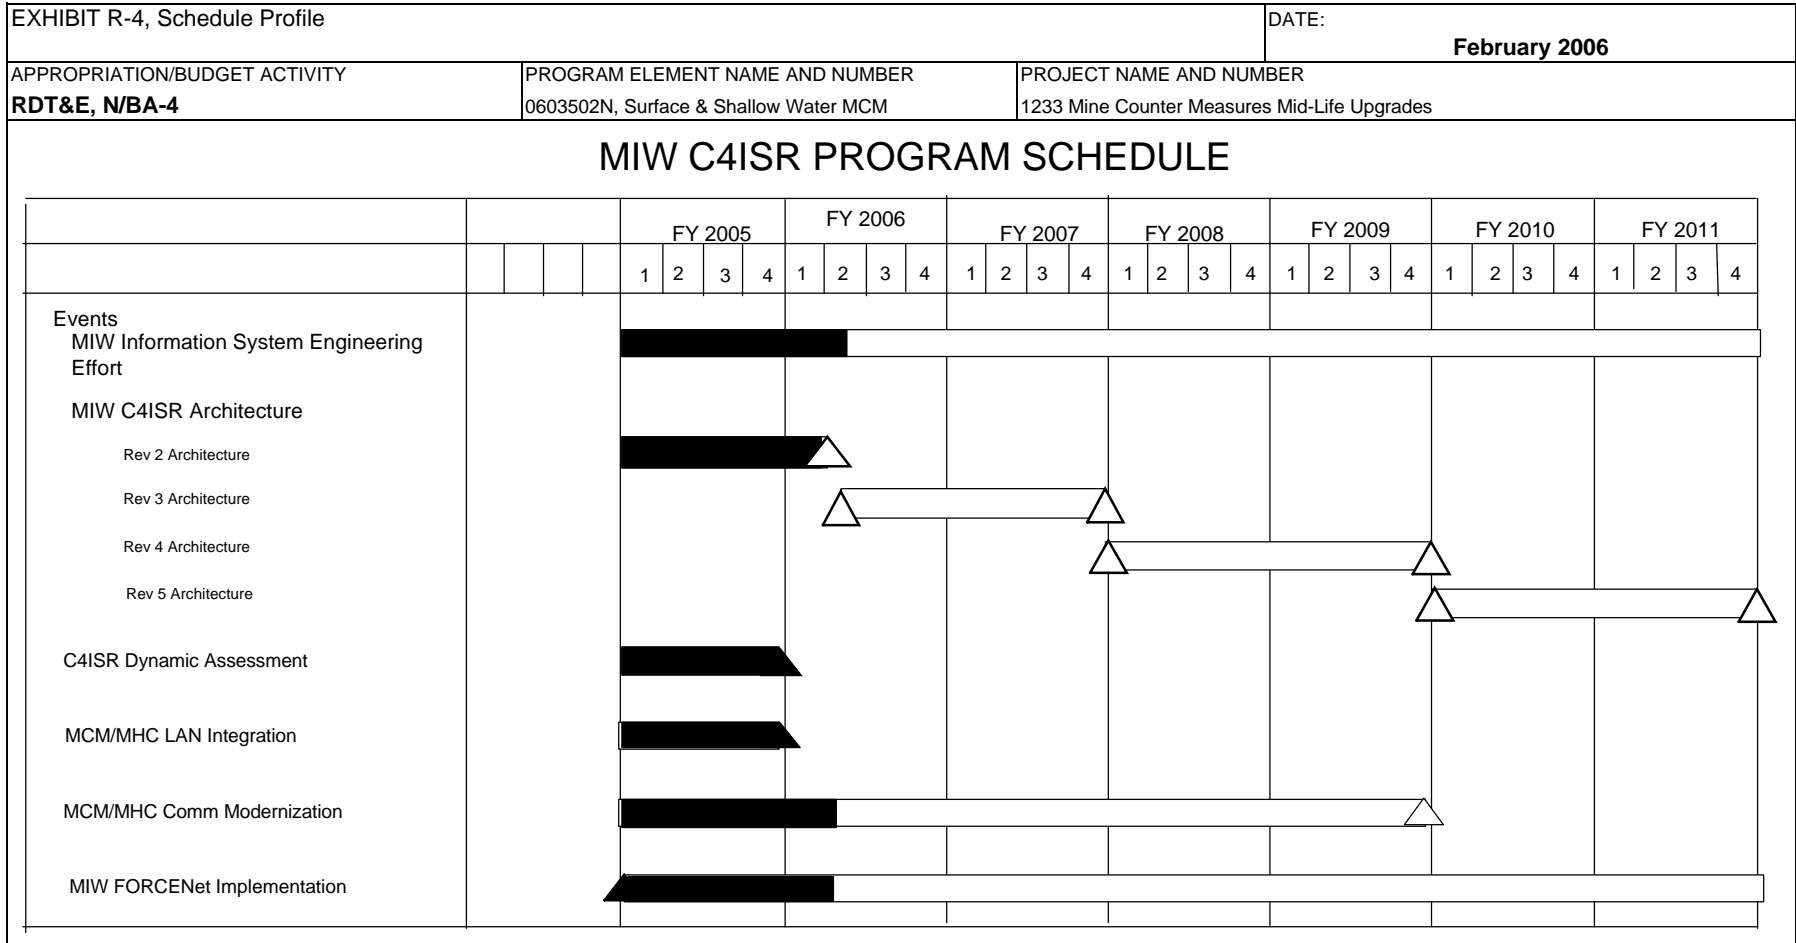 EXHIBIT R-4, Schedule Profile
DATE:
February 2006
APPROPRIATION/BUDGET ACTIVITY
PROGRAM ELEMENT NAME AND NUMBER
PROJECT NAME AND NUMBER
RDT&E, N/BA-4
0603502N, Surface & Shallow Water MCM
1233 Mine Counter Measures Mid-Life Upgrades
MIW C4ISR PROGRAM SCHEDULE
FY 2005 FY 2006 FY 2007 FY 2008 FY 2009 FY 2010 FY 2011
1 2 3 4 1 2 3 4 1 2 3 4 1 2 3 4 1 2 3 4 1 2 3 4 1 2 3 4
Events
MIW Information System Engineering
Effort
MIW C4ISR Architecture
Rev 2 Architecture
Rev 3 Architecture
Rev 4 Architecture
Rev 5 Architecture
C4ISR Dynamic Assessment
MCM/MHC LAN Integration
MCM/MHC Comm Modernization
MIW FORCENet Implementation